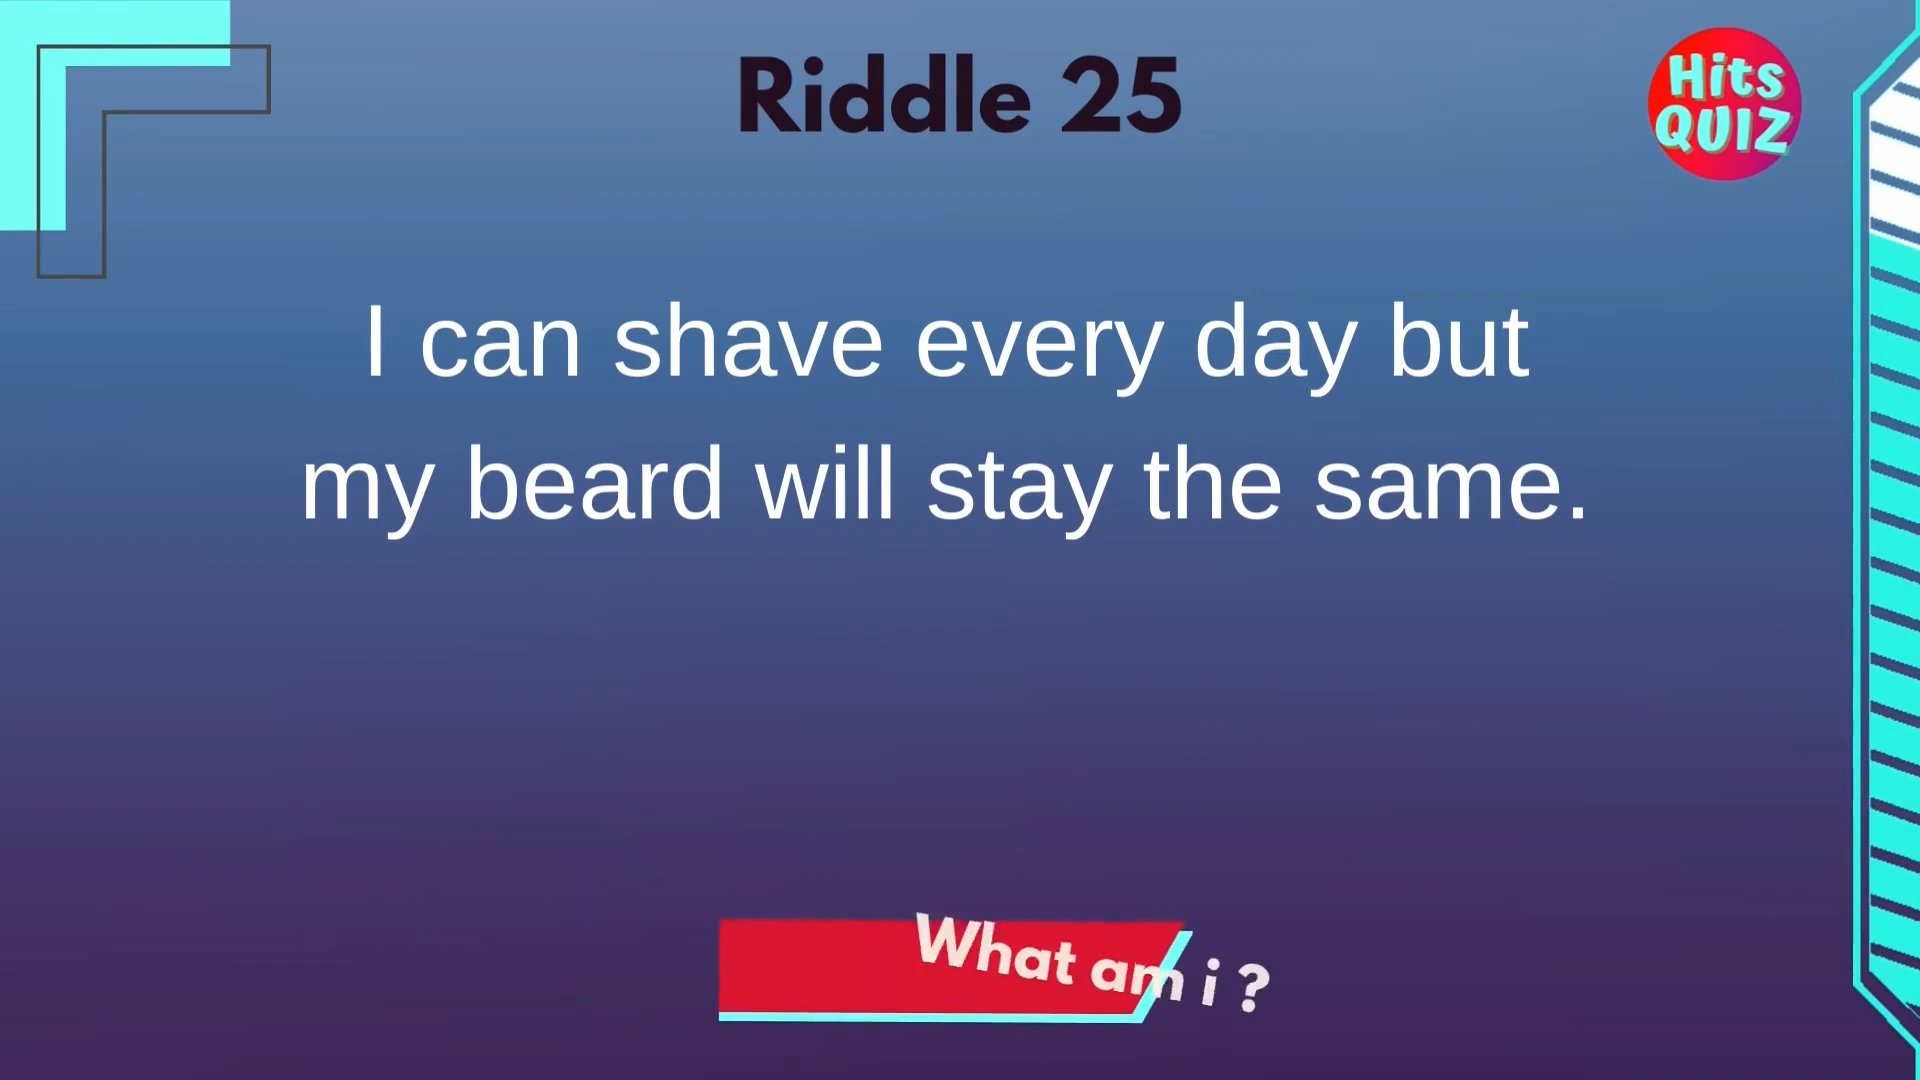 Riddle 25
Hits
QUIZ
I can shave every day but
my beard will stay the same.
What am i ?